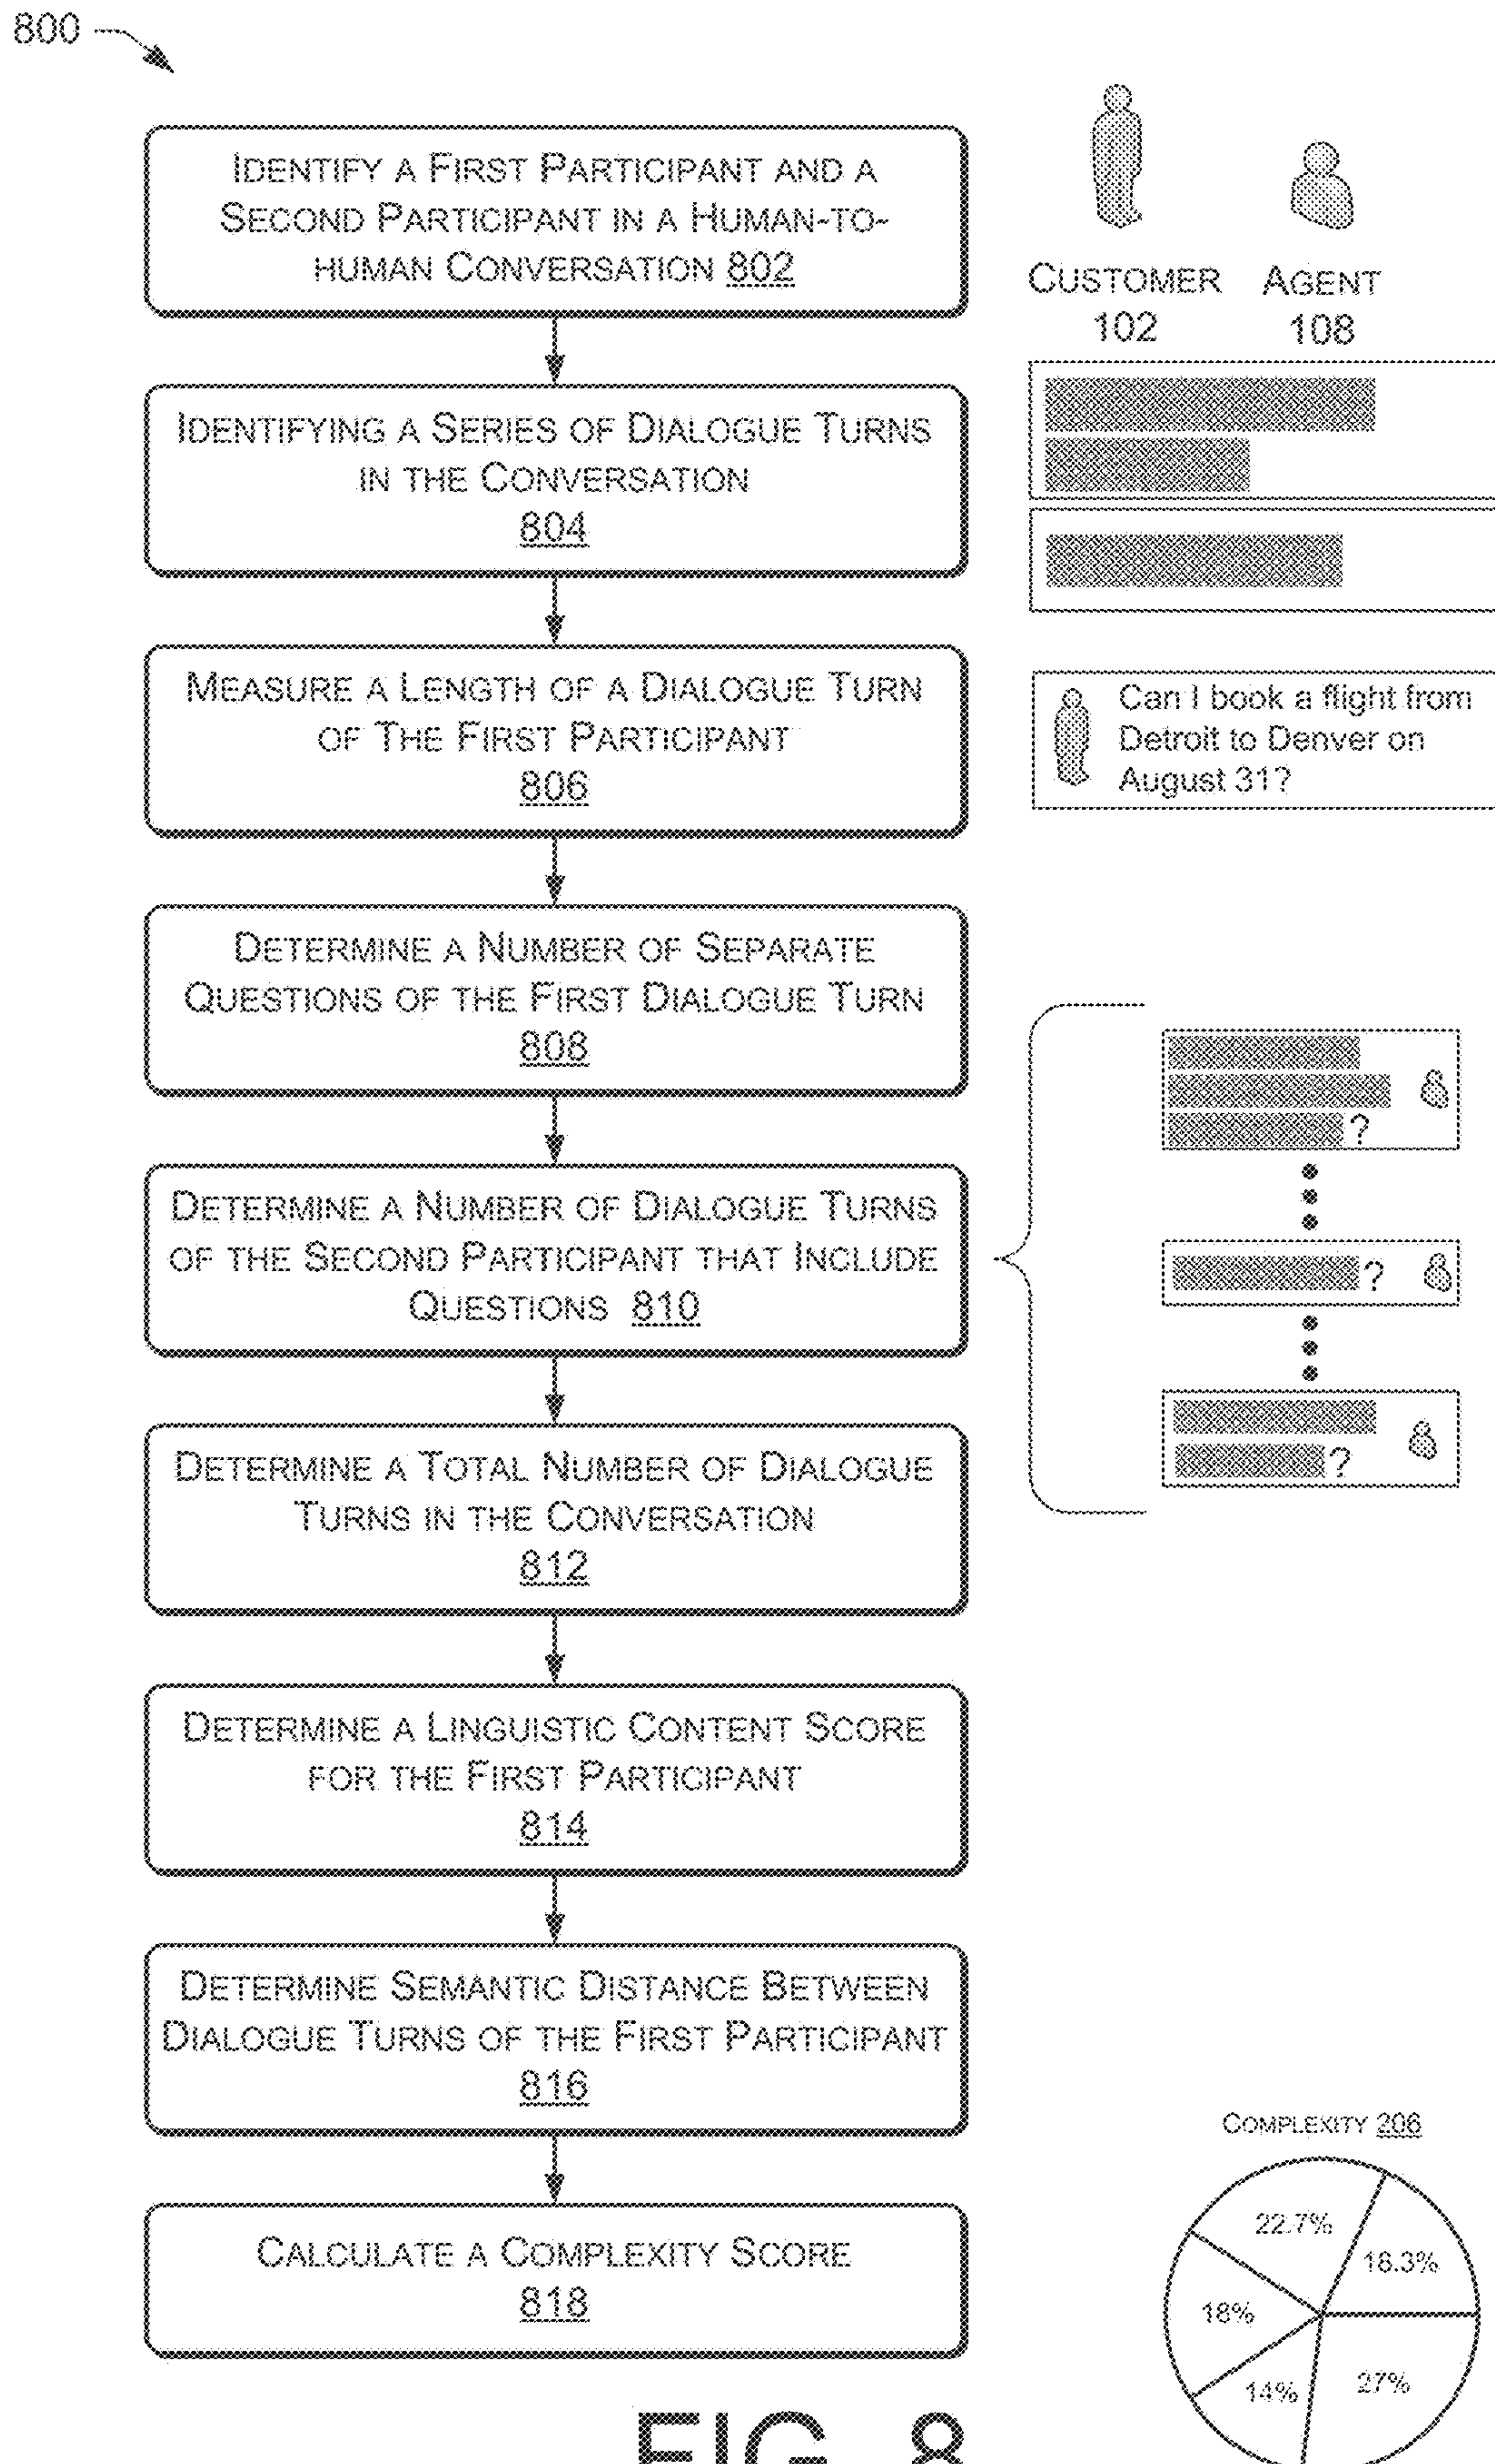 800
IDENTIFY A FIRST PARTICIPANT AND A
SECOND PARTICIPANT IN A HUMAN-TO-
HUMAN CONVERSATION 802
CUSTOMER
102
AGENT
108
IDENTIFYING A SERIES OF DIALOGUE TURNS
IN THE CONVERSATION
804
MEASURE A LENGTH OF A DIALOGUE TURN
OF THE FIRST PARTICIPANT
806
Can I book a flight from
Detroit to Denver on
August 31?
DETERMINE A NUMBER OF SEPARATE
QUESTIONS OF THE FIRST DIALOGUE TURN
808
DETERMINE A NUMBER OF DIALOGUE TURNS
OF THE SECOND PARTICIPANT THAT INCLUDE
QUESTIONS 810
?
?
?
DETERMINE A TOTAL NUMBER OF DIALOGUE
TURNS IN THE CONVERSATION
812
DETERMINE A LINGUISTIC CONTENT SCORE
FOR THE FIRST PARTICIPANT
814
DETERMINE SEMANTIC DISTANCE BETWEEN
DIALOGUE TURNS OF THE FIRST PARTICIPANT
816
CALCULATE A COMPLEXITY SCORE
818
COMPLEXITY 206
22.7%
18.3%
18%
14%
27%
FIG. 8